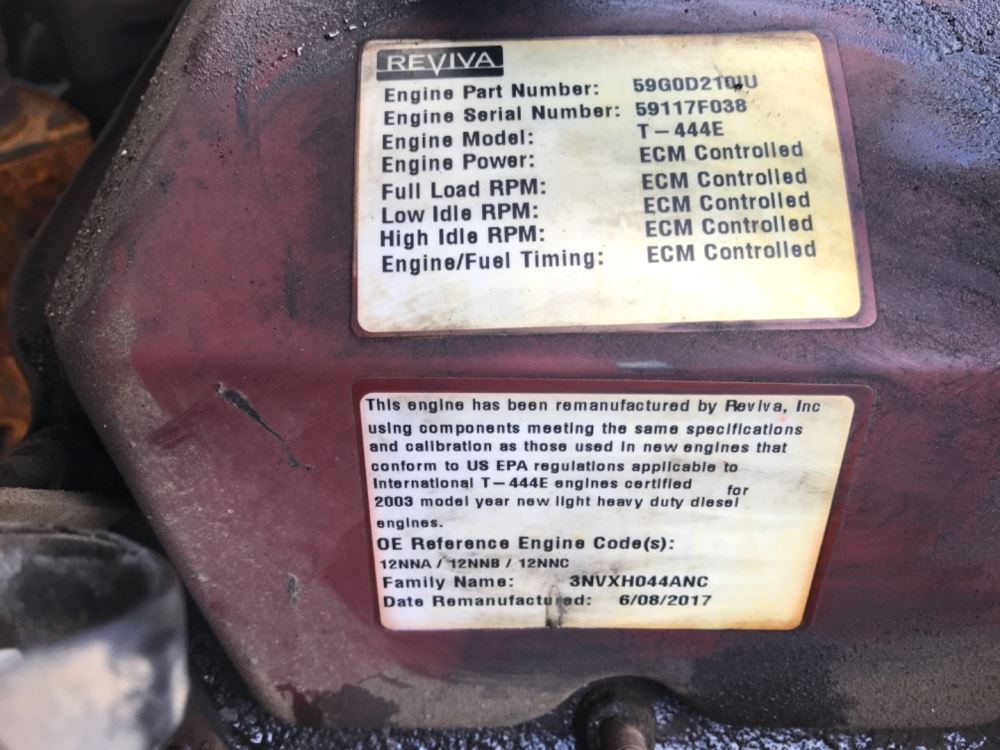 REVIVA
Engine Part Number: 59G0D210IU
Engine Serial Number: 59117F038
Engine Model: T-444E
Engine Power: ECM Controlled
Full Load RPM: ECM Controlled
Low Idle RPM: ECM Controlled
High Idle RPM: ECM Controlled
Engine/Fuel Timing: ECM Controlled
This engine has been remanufactured by Reviva, Inc
using components meeting the same specifications
and calibration as those used in new engines that
conform to US EPA regulations applicable to
International T-444E engines certified for
2003 model year new light heavy duty diesel
engines.
OE Reference Engine Code(s):
12NNA / 12NNB / 12NNC
Family Name: 3NVXH044ANC
Date Remanufactured: 6/08/2017